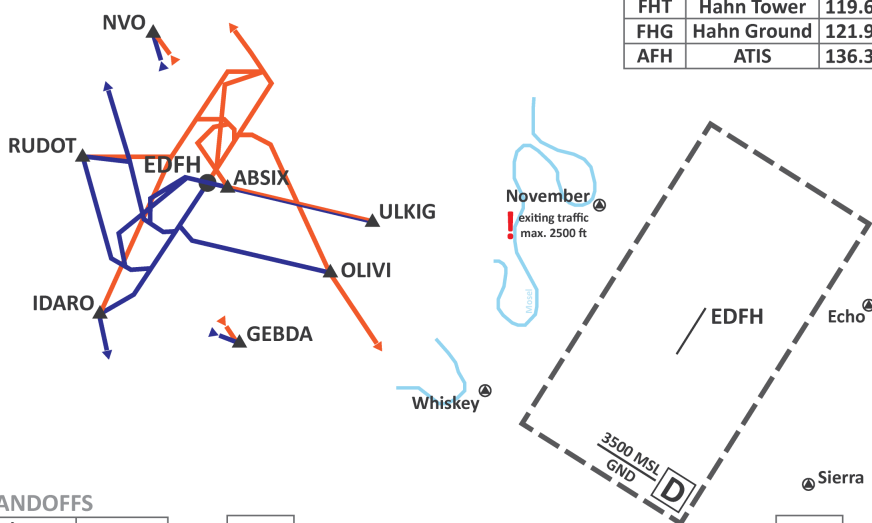 FHT Hahn Tower 119.6
FHG Hahn Ground 121.9
AFH ATIS 136.3
NVO
RUDOT
EDFH
ABSIX
ULKIG
OLIVI
IDARO
GEBDA
November
! exiting traffic
max. 2500 ft
Mosel
EDFH
Echo
Whiskey
3500 MSL
GND
D
Sierra
ANDOFFS